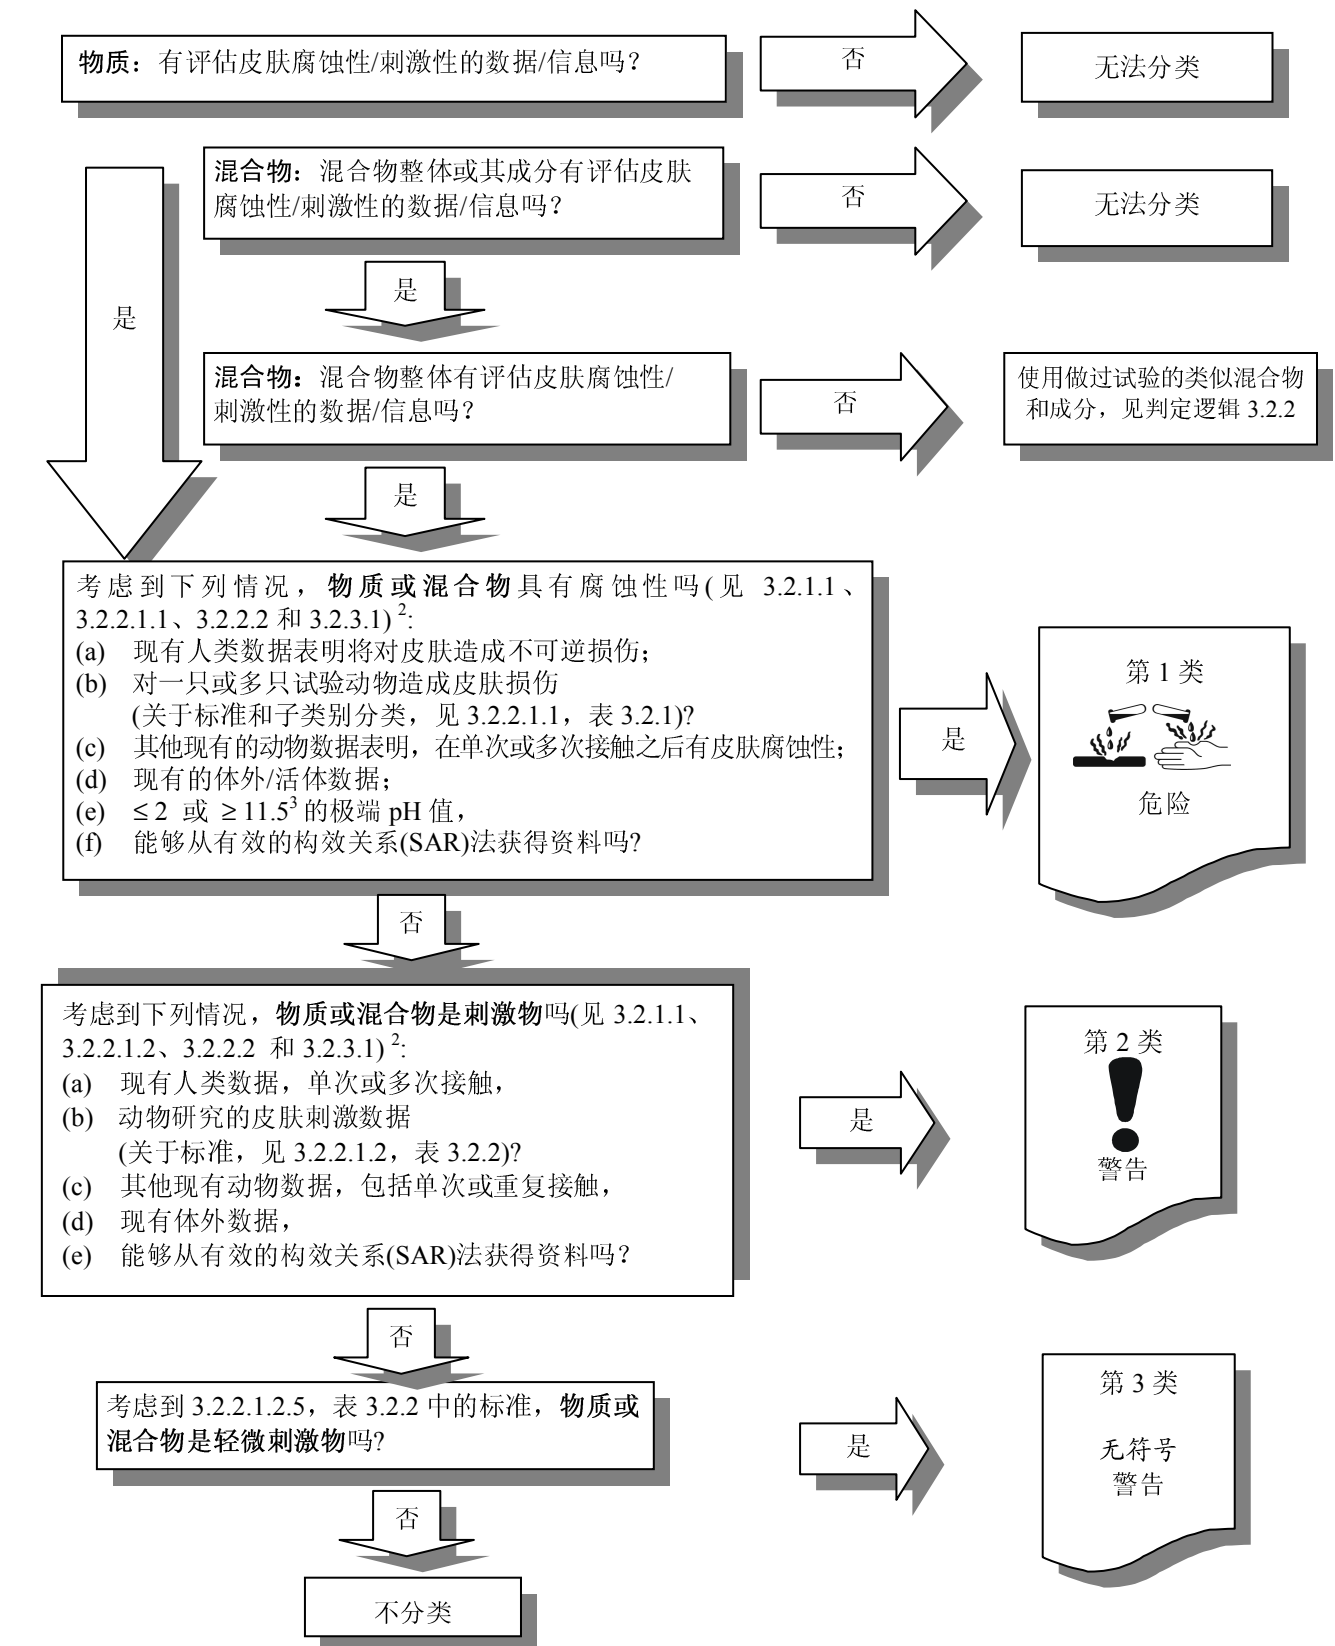 物质：有评估皮肤腐蚀性/刺激性的数据/信息吗？
否
无法分类
混合物：混合物整体或其成分有评估皮肤
腐蚀性/刺激性的数据/信息吗？
否
无法分类
是
是
混合物：混合物整体有评估皮肤腐蚀性/
刺激性的数据/信息吗？
否
使用做过试验的类似混合物
和成分，见判定逻辑 3.2.2
是
考虑到下列情况，物质或混合物具有腐蚀性吗(见 3.2.1.1、
3.2.2.1.1、3.2.2.2 和 3.2.3.1) 2:
(a) 现有人类数据表明将对皮肤造成不可逆损伤；
(b) 对一只或多只试验动物造成皮肤损伤
(关于标准和子类别分类，见 3.2.2.1.1，表 3.2.1)?
(c) 其他现有的动物数据表明，在单次或多次接触之后有皮肤腐蚀性；
(d) 现有的体外/活体数据；
(e) ≤ 2 或 ≥ 11.53 的极端 pH 值，
(f) 能够从有效的构效关系(SAR)法获得资料吗?
是
第 1 类
危险
否
考虑到下列情况，物质或混合物是刺激物吗(见 3.2.1.1、
3.2.2.1.2、3.2.2.2 和 3.2.3.1) 2:
(a) 现有人类数据，单次或多次接触，
(b) 动物研究的皮肤刺激数据
(关于标准，见 3.2.2.1.2，表 3.2.2)?
(c) 其他现有动物数据，包括单次或重复接触，
(d) 现有体外数据，
(e) 能够从有效的构效关系(SAR)法获得资料吗？
是
第 2 类
警告
否
考虑到 3.2.2.1.2.5，表 3.2.2 中的标准，物质或
混合物是轻微刺激物吗?
是
第 3 类
无符号
警告
否
不分类